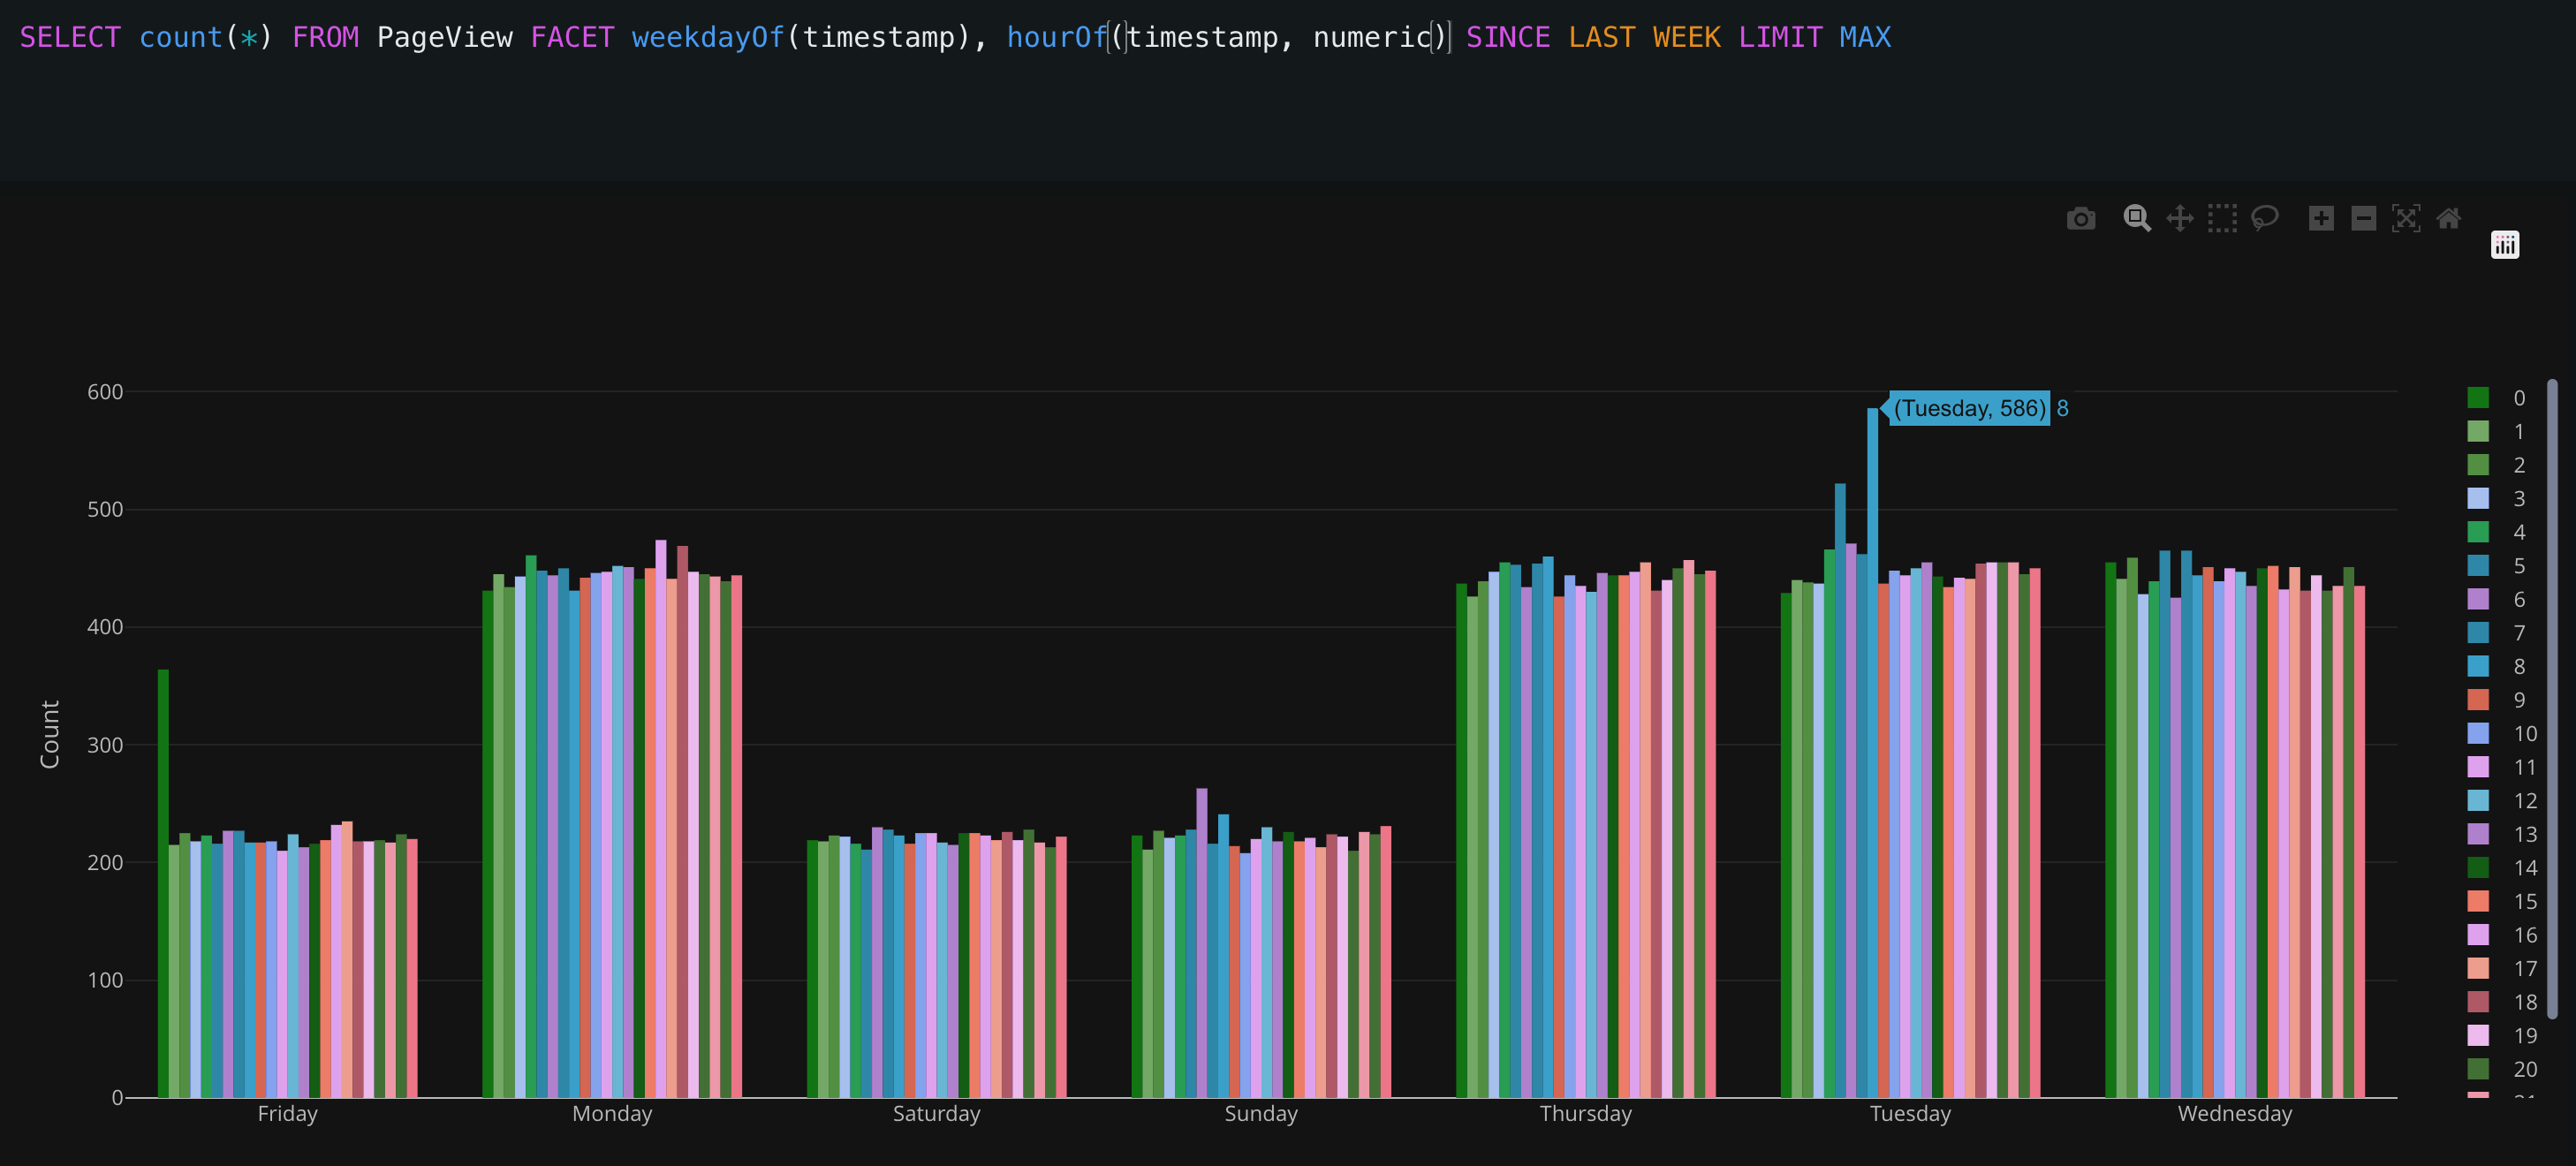 SELECT count(*) FROM PageView FACET weekdayOf(timestamp), hourOf(timestamp, numeric) SINCE LAST WEEK LIMIT MAX
600
500
400
300
200
100
0
Count
(Tuesday, 586) 8
Friday
Monday
Saturday
Sunday
Thursday
Tuesday
Wednesday
0
1
2
3
4
5
6
7
8
9
10
11
12
13
14
15
16
17
18
19
20